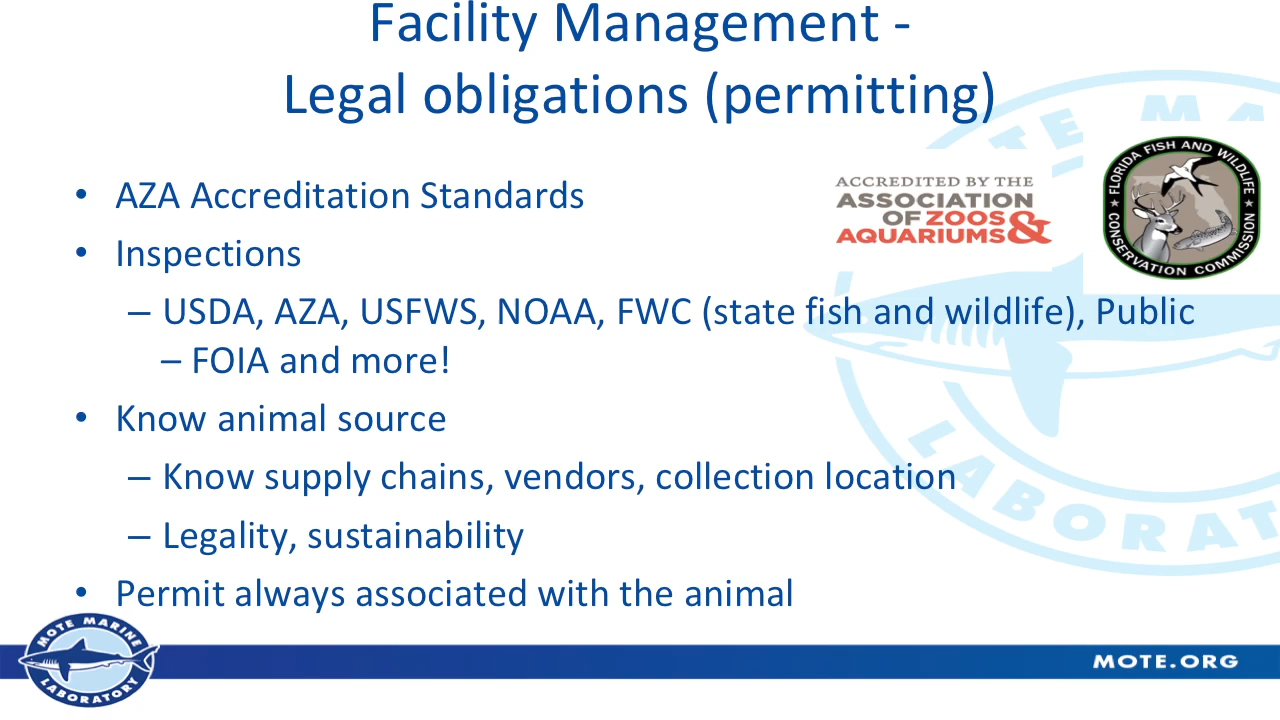 Facility Management -
Legal obligations (permitting)
• AZA Accreditation Standards
• Inspections
– USDA, AZA, USFWS, NOAA, FWC (state fish and wildlife), Public
– FOIA and more!
• Know animal source
– Know supply chains, vendors, collection location
– Legality, sustainability
• Permit always associated with the animal
ACCREDITED BY THE
ASSOCIATION
OF ZOOS
AQUARIUMS&
FLORIDA FISH AND WILDLIFE
CONSERVATION COMMISSION
MOTE MA
LABORAT
MOTE MARINE
LABORATORY
MOTE.ORG